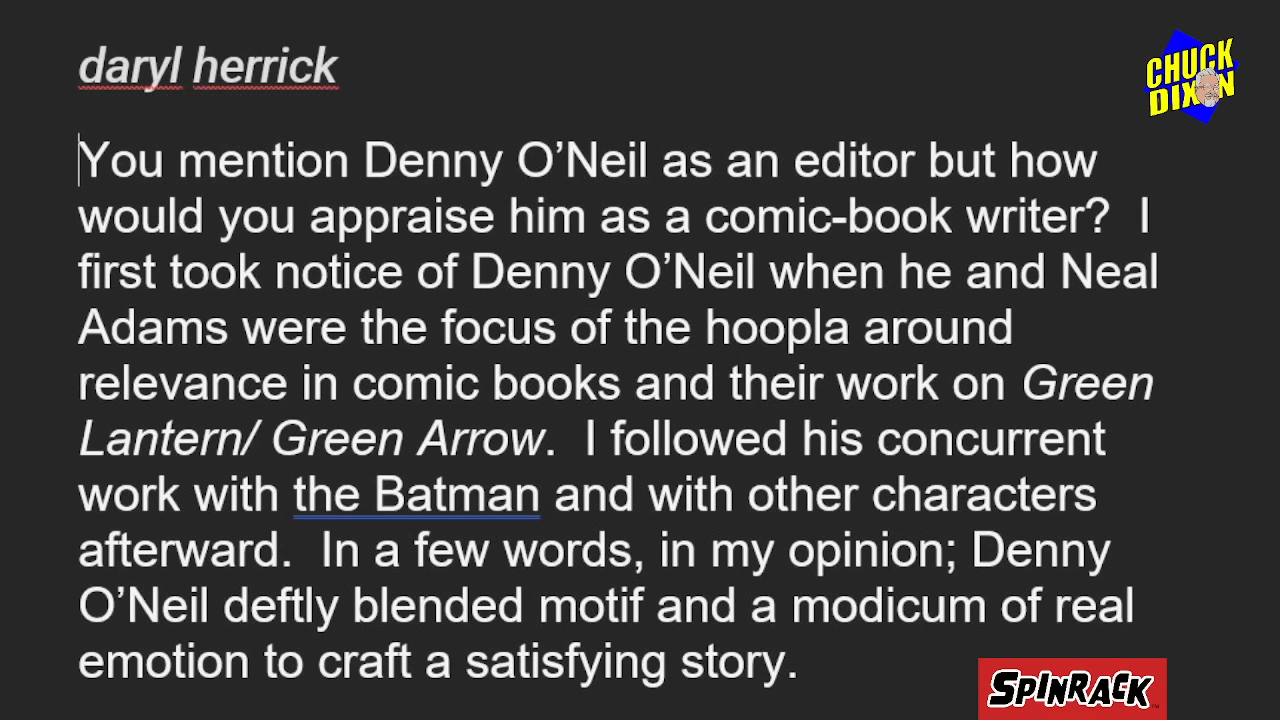 daryl herrick
CHUCK
DIXON
You mention Denny O’Neil as an editor but how
would you appraise him as a comic-book writer?  I
first took notice of Denny O’Neil when he and Neal
Adams were the focus of the hoopla around
relevance in comic books and their work on Green
Lantern/ Green Arrow.  I followed his concurrent
work with the Batman and with other characters
afterward.  In a few words, in my opinion; Denny
O’Neil deftly blended motif and a modicum of real
emotion to craft a satisfying story.
SPINRACK™